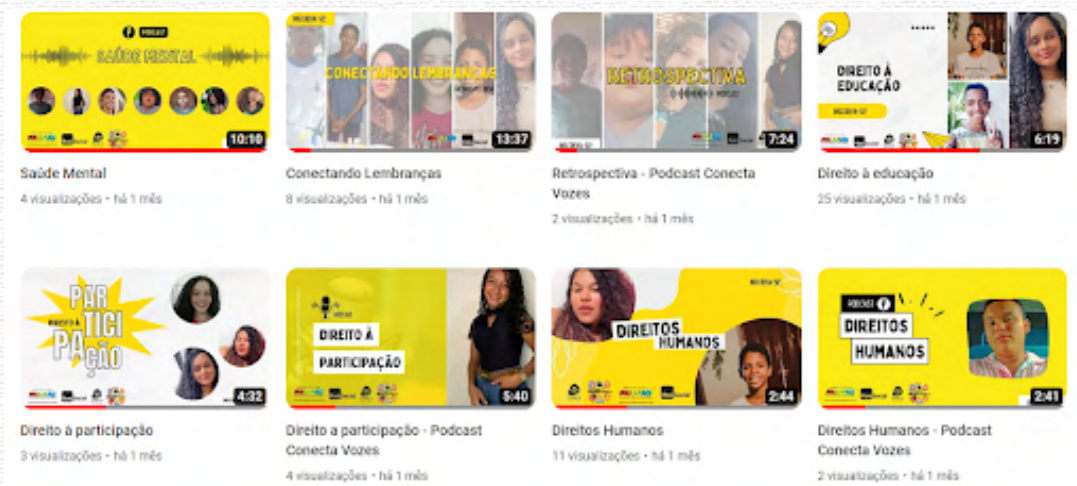 PODCAST
SAÚDE MENTAL
10:10
CONECTANDO LEMBRANÇAS
13:37
RETROSPECTIVA
7:24
DIREITO À
EDUCAÇÃO
6:19
Saúde Mental
4 visualizações • há 1 mês
Conectando Lembranças
8 visualizações • há 1 mês
Retrospectiva - Podcast Conecta
Vozes
2 visualizações • há 1 mês
Direito à educação
25 visualizações • há 1 mês
PAR
DIREITO À
TICI
PA
ÇÃO
4:32
DIREITO À
PARTICIPAÇÃO
5:40
DIREITOS
HUMANOS
2:44
PODCAST
DIREITOS
HUMANOS
2:41
Direito à participação
3 visualizações • há 1 mês
Direito a participação - Podcast
Conecta Vozes
4 visualizações • há 1 mês
Direitos Humanos
11 visualizações • há 1 mês
Direitos Humanos - Podcast
Conecta Vozes
2 visualizações • há 1 mês